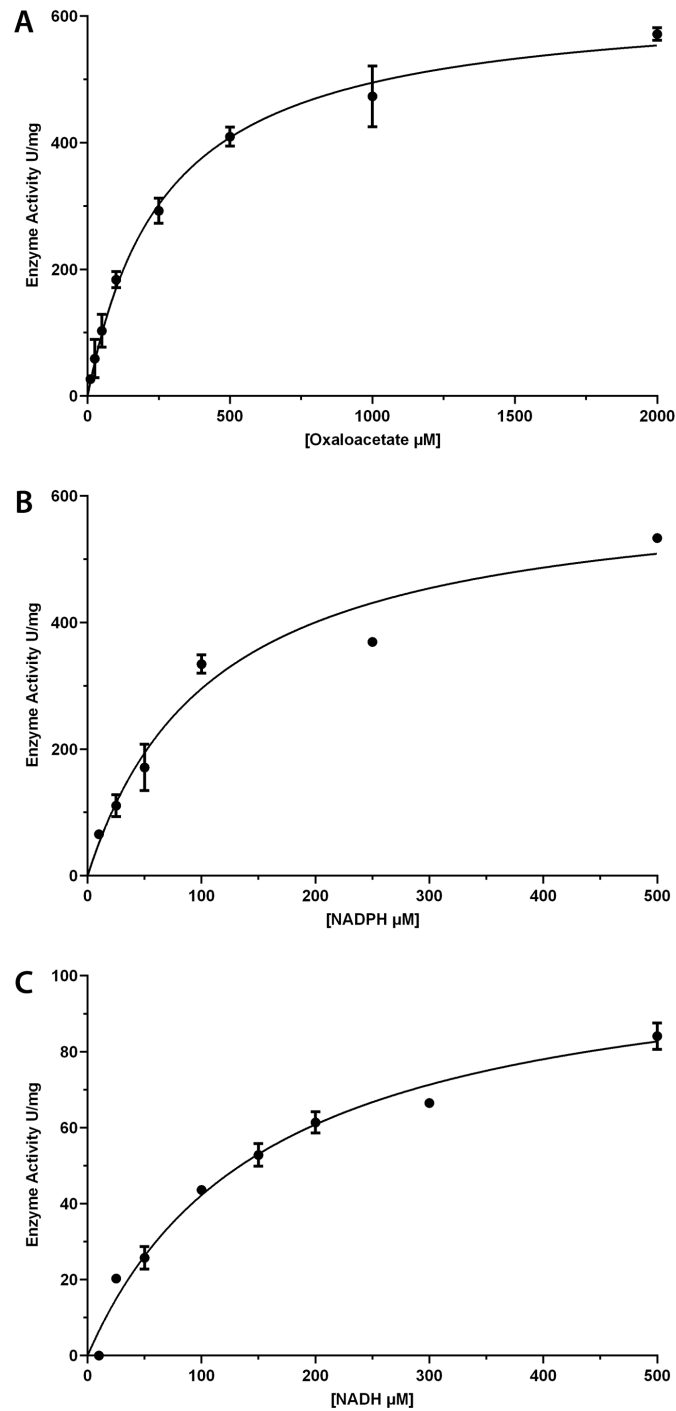 A
600
400
200
0
Enzyme Activity U/mg
0 500 1000 1500 2000
[Oxaloacetate µM]
B
600
400
200
0
Enzyme Activity U/mg
0 100 200 300 400 500
[NADPH µM]
C
100
80
60
40
20
0
Enzyme Activity U/mg
0 100 200 300 400 500
[NADH µM]